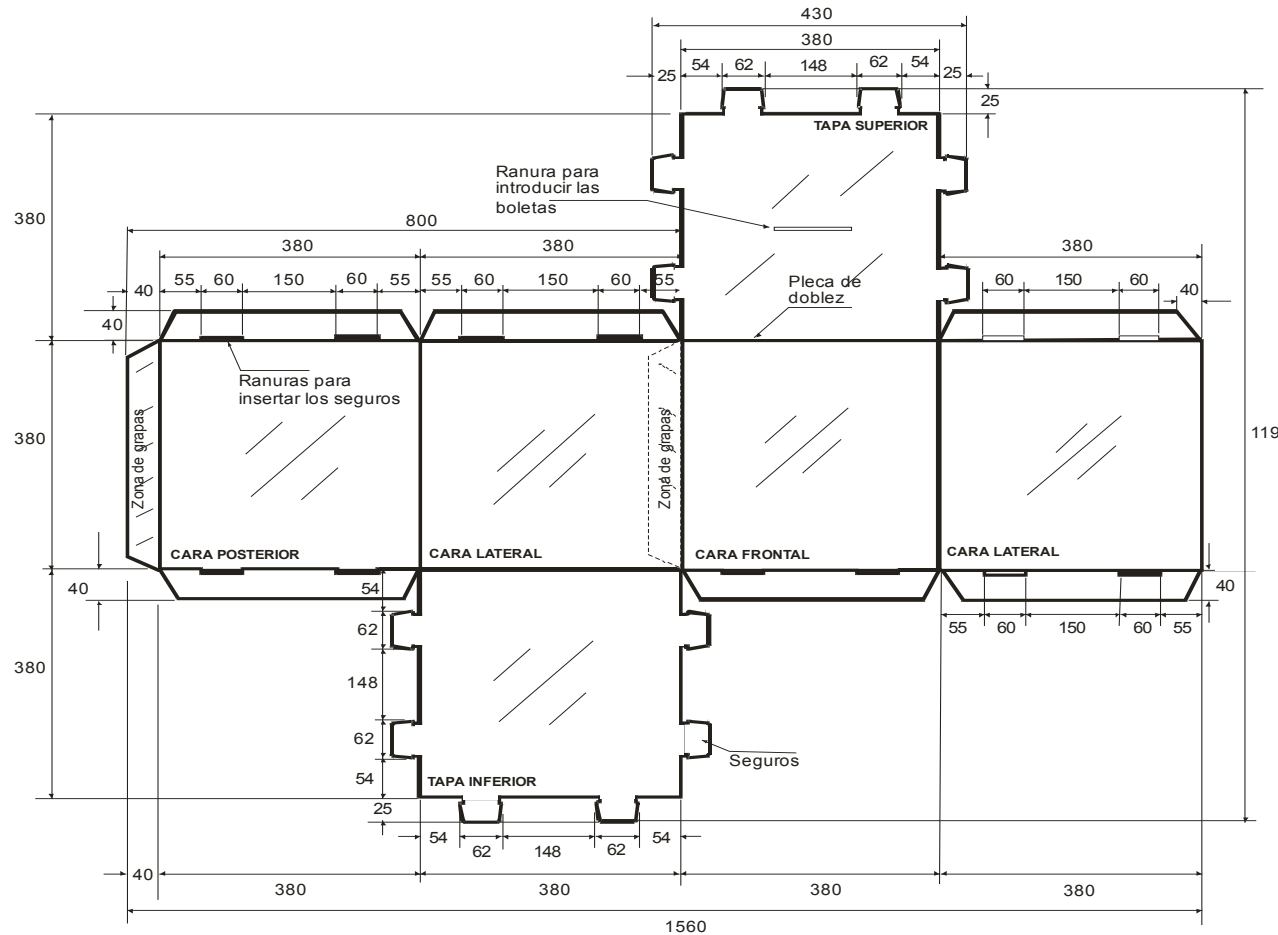 430
380
54 62 148 62 54
25 25
25
TAPA SUPERIOR
Ranura para
introducir las
boletas
380
800
380 380 380
55 60 150 60 55 55 60 150 60 55
60 150 60
40 40
40
Pleca de
doblez
Ranuras para
insertar los seguros
380
Zona de grapas
Zona de grapas
119
CARA POSTERIOR
CARA LATERAL
CARA FRONTAL
CARA LATERAL
40
54
40
55 60 150 60 55
62
380
148
62
Seguros
54
TAPA INFERIOR
25
54 62 148 62 54
40
380 380 380 380
1560